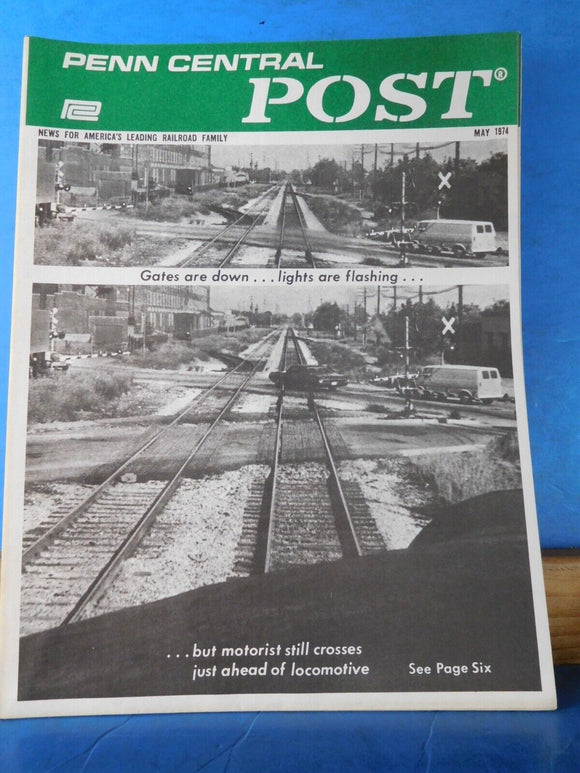 PENN CENTRAL
POST®
NEWS FOR AMERICA'S LEADING RAILROAD FAMILY
MAY 1974
Gates are down...lights are flashing...
...but motorist still crosses
just ahead of locomotive
See Page Six